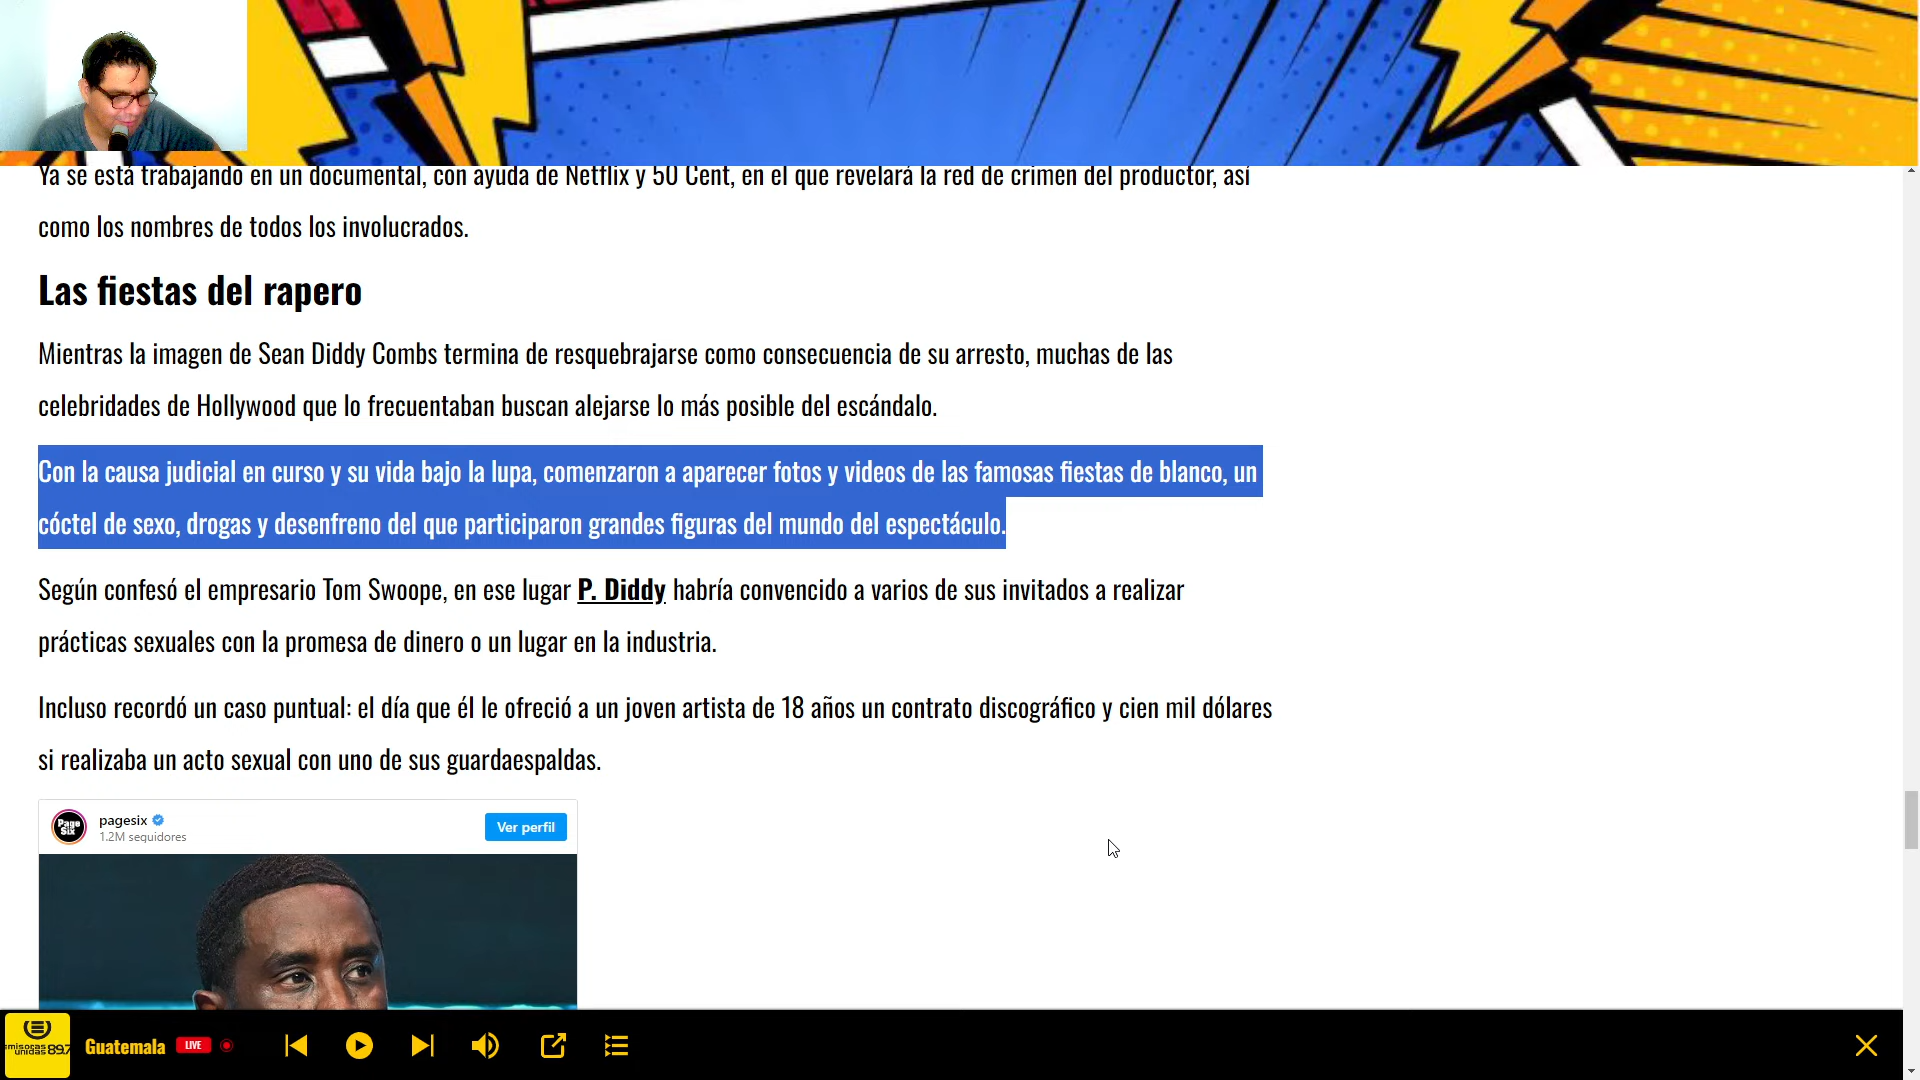 Ya se está trabajando en un documental, con ayuda de Netflix y 50 Cent, en el que revelará la red de crimen del productor, así
como los nombres de todos los involucrados.
Las fiestas del rapero
Mientras la imagen de Sean Diddy Combs termina de resquebrajarse como consecuencia de su arresto, muchas de las
celebridades de Hollywood que lo frecuentaban buscan alejarse lo más posible del escándalo.
Con la causa judicial en curso y su vida bajo la lupa, comenzaron a aparecer fotos y videos de las famosas fiestas de blanco, un
cóctel de sexo, drogas y desenfreno del que participaron grandes figuras del mundo del espectáculo.
Según confesó el empresario Tom Swoope, en ese lugar P. Diddy habría convencido a varios de sus invitados a realizar
prácticas sexuales con la promesa de dinero o un lugar en la industria.
Incluso recordó un caso puntual: el día que él le ofreció a un joven artista de 18 años un contrato discográfico y cien mil dólares
si realizaba un acto sexual con uno de sus guardaespaldas.
Page Six
pagesix
1.2M seguidores
Ver perfil
emisoras
unidas 89.7
Guatemala
LIVE